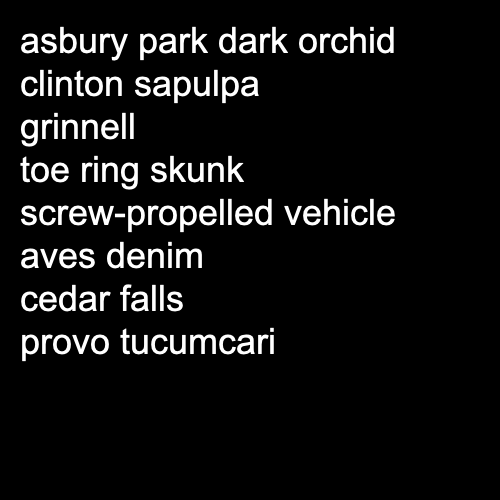 asbury park dark orchid
clinton sapulpa
grinnell
toe ring skunk
screw-propelled vehicle
aves denim
cedar falls
provo tucumcari